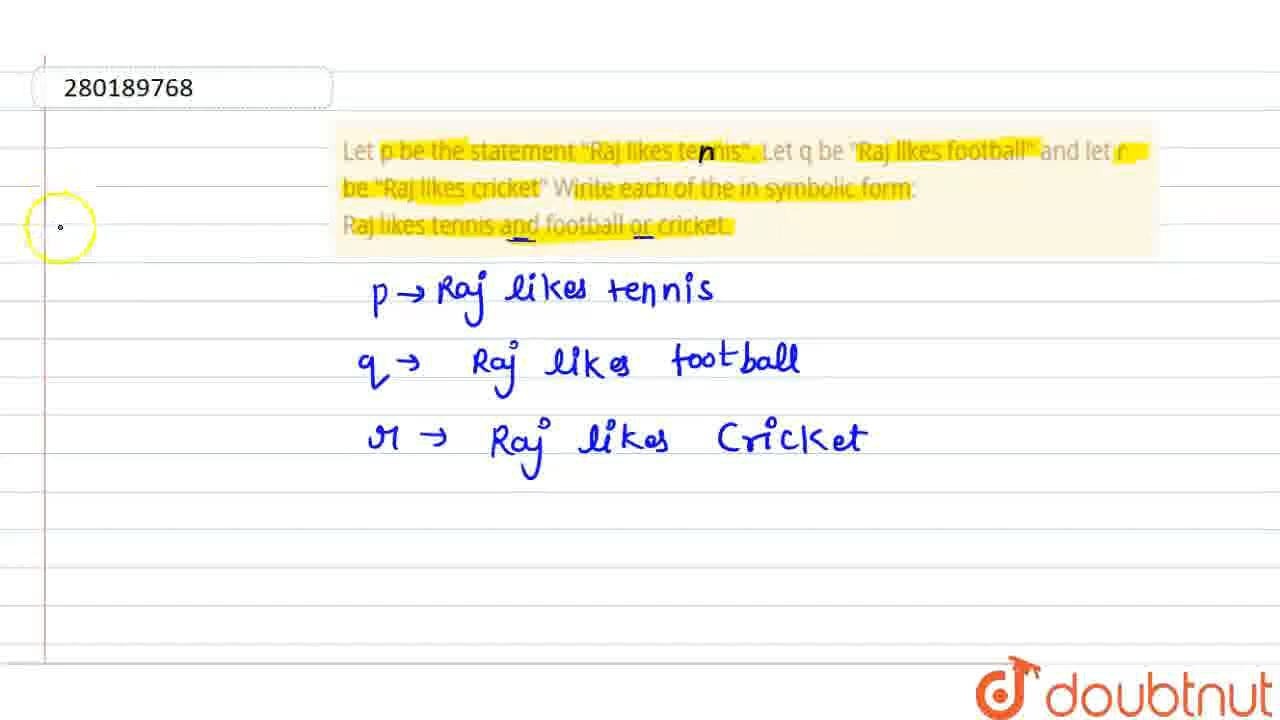 280189768
Let p be the statement "Raj likes tennis". Let q be "Raj likes football" and let r
be "Raj likes cricket" Wirite each of the in symbolic form:
Raj likes tennis and football or cricket.
p → Raj likes tennis
q → Raj likes football
r → Raj likes Cricket
doubtnut